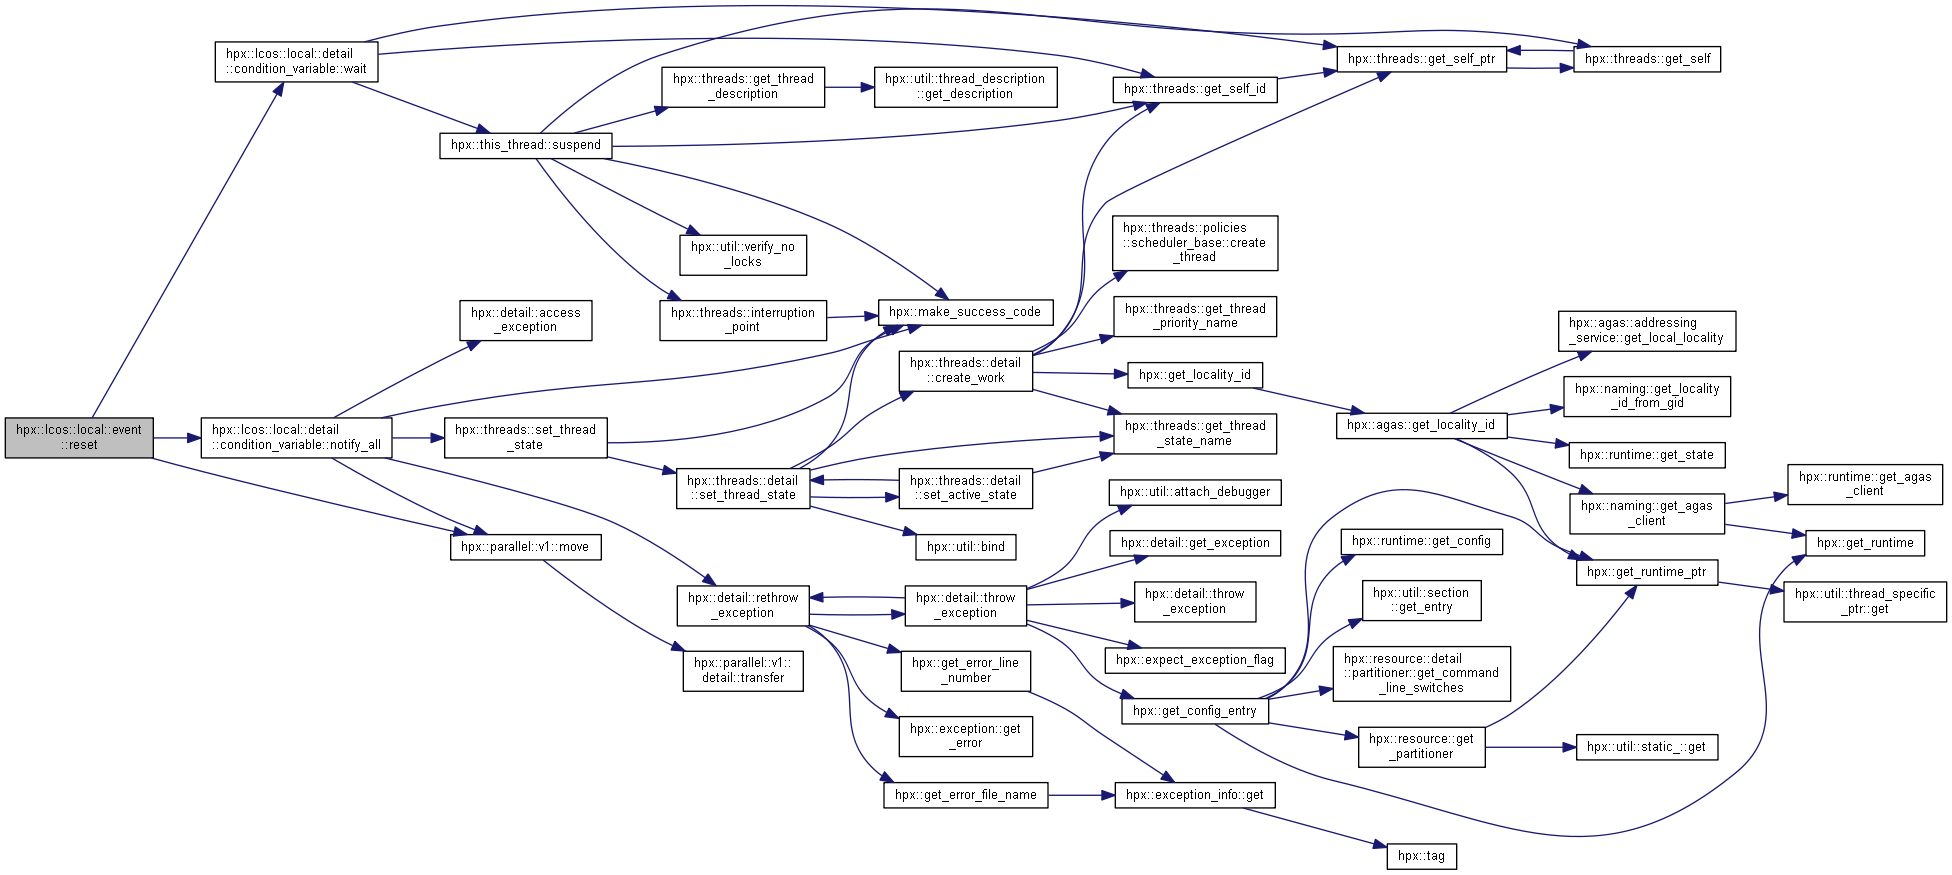 hpx::lcos::local::event
::reset
hpx::lcos::local::detail
::condition_variable::wait
hpx::lcos::local::detail
::condition_variable::notify_all
hpx::this_thread::suspend
hpx::detail::access
_exception
hpx::threads::set_thread
_state
hpx::parallel::v1::move
hpx::threads::get_thread
_description
hpx::util::verify_no
_locks
hpx::threads::interruption
_point
hpx::threads::detail
::set_thread_state
hpx::detail::rethrow
_exception
hpx::parallel::v1::
detail::transfer
hpx::util::thread_description
::get_description
hpx::make_success_code
hpx::threads::detail
::create_work
hpx::threads::detail
::set_active_state
hpx::util::bind
hpx::detail::throw
_exception
hpx::get_error_line
_number
hpx::exception::get
_error
hpx::get_error_file_name
hpx::threads::get_self_id
hpx::threads::policies
::scheduler_base::create
_thread
hpx::threads::get_thread
_priority_name
hpx::get_locality_id
hpx::threads::get_thread
_state_name
hpx::util::attach_debugger
hpx::detail::get_exception
hpx::detail::throw
_exception
hpx::expect_exception_flag
hpx::get_config_entry
hpx::exception_info::get
hpx::threads::get_self_ptr
hpx::agas::get_locality_id
hpx::runtime::get_config
hpx::util::section
::get_entry
hpx::resource::detail
::partitioner::get_command
_line_switches
hpx::resource::get
_partitioner
hpx::tag
hpx::threads::get_self
hpx::agas::addressing
_service::get_local_locality
hpx::naming::get_locality
_id_from_gid
hpx::runtime::get_state
hpx::naming::get_agas
_client
hpx::get_runtime_ptr
hpx::util::static_::get
hpx::runtime::get_agas
_client
hpx::get_runtime
hpx::util::thread_specific
_ptr::get